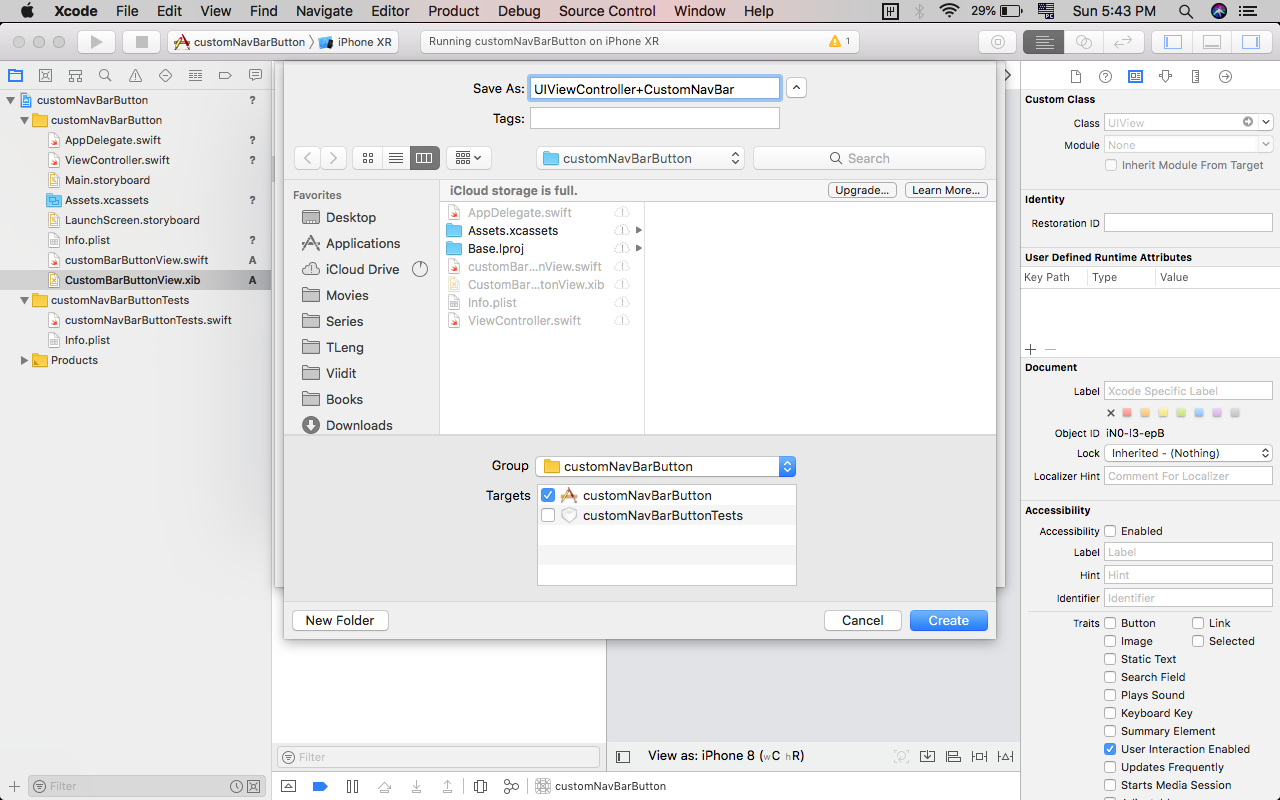 Xcode File Edit View Find Navigate Editor Product Debug Source Control Window Help 29% Sun 5:43 PM
customNavBarButton iPhone XR Running customNavBarButton on iPhone XR 1
customNavBarButton ?
customNavBarButton
AppDelegate.swift ?
ViewController.swift ?
Main.storyboard
Assets.xcassets ?
LaunchScreen.storyboard
Info.plist ?
customBarButtonView.swift A
CustomBarButtonView.xib A
customNavBarButtonTests
customNavBarButtonTests.swift
Info.plist
Products
Filter
Save As: UIViewController+CustomNavBar
Tags:
customNavBarButton Search
Favorites
Desktop
Applications
iCloud Drive
Movies
Series
TLeng
Viidit
Books
Downloads
iCloud storage is full. Upgrade... Learn More...
AppDelegate.swift
Assets.xcassets
Base.lproj
customBar...nView.swift
CustomBar...tonView.xib
Info.plist
ViewController.swift
Group customNavBarButton
Targets customNavBarButton
customNavBarButtonTests
New Folder Cancel Create
Filter View as: iPhone 8 (wC hR)
customNavBarButton
Custom Class
Class UIView
Module None
Inherit Module From Target
Identity
Restoration ID
User Defined Runtime Attributes
Key Path Type Value
Document
Label Xcode Specific Label
Object ID iN0-l3-epB
Lock Inherited - (Nothing)
Localizer Hint Comment For Localizer
Accessibility
Accessibility Enabled
Label Label
Hint Hint
Identifier Identifier
Traits Button Link
Image Selected
Static Text
Search Field
Plays Sound
Keyboard Key
Summary Element
User Interaction Enabled
Updates Frequently
Starts Media Session